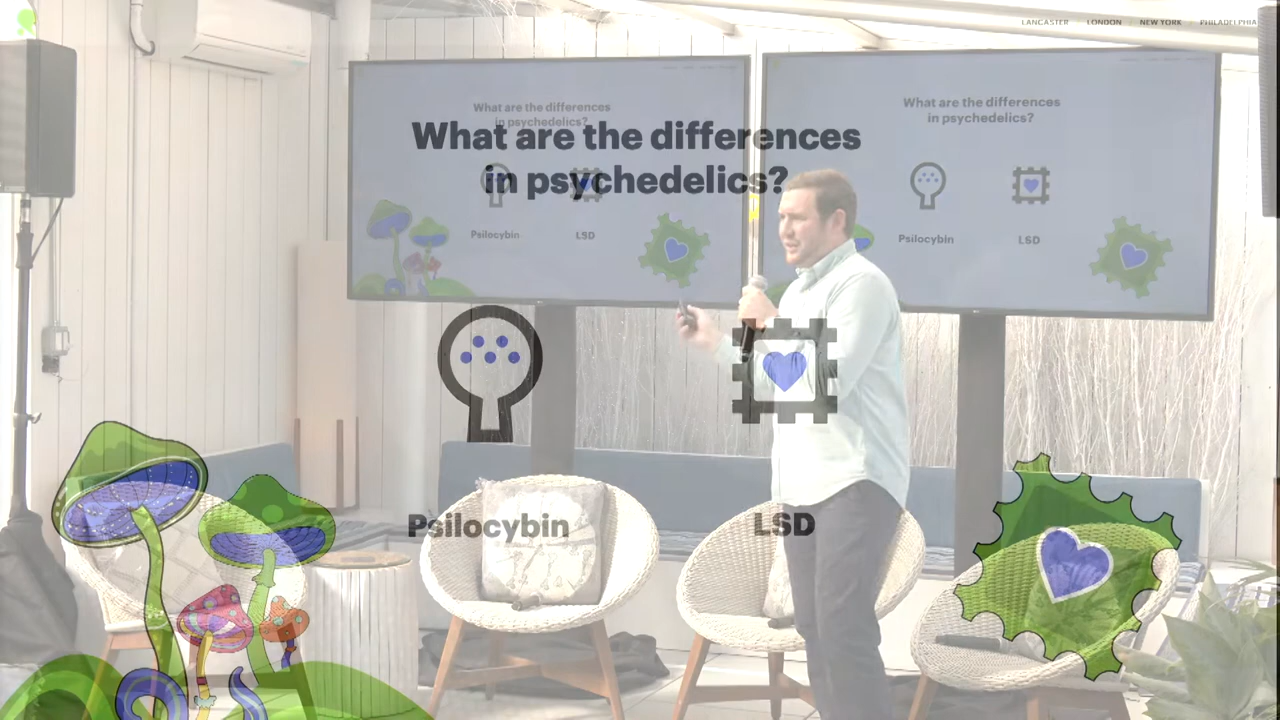 LANCASTER LONDON NEW YORK PHILADELPHIA
What are the differences
in psychedelics?
Psilocybin
LSD
What are the differences
in psychedelics?
Psilocybin
LSD
What are the differences
in psychedelics?
Psilocybin LSD